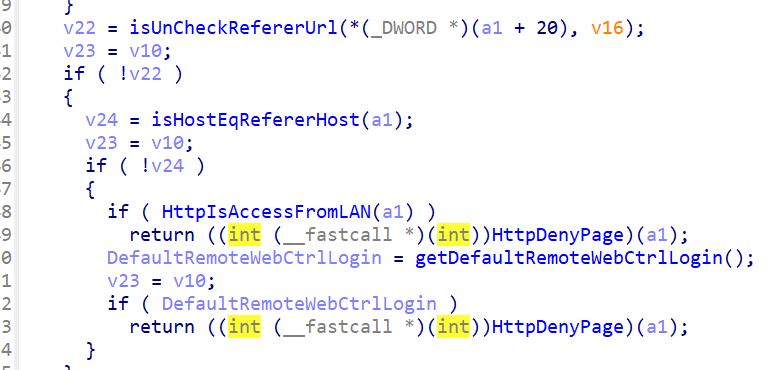 9 }
0 v22 = isUnCheckRefererUrl(*(_DWORD *)(a1 + 20), v16);
1 v23 = v10;
2 if ( !v22 )
3 {
4 v24 = isHostEqRefererHost(a1);
5 v23 = v10;
6 if ( !v24 )
7 {
8 if ( HttpIsAccessFromLAN(a1) )
9 return ((int (__fastcall *)(int))HttpDenyPage)(a1);
0 DefaultRemoteWebCtrlLogin = getDefaultRemoteWebCtrlLogin();
1 v23 = v10;
2 if ( DefaultRemoteWebCtrlLogin )
3 return ((int (__fastcall *)(int))HttpDenyPage)(a1);
4 }